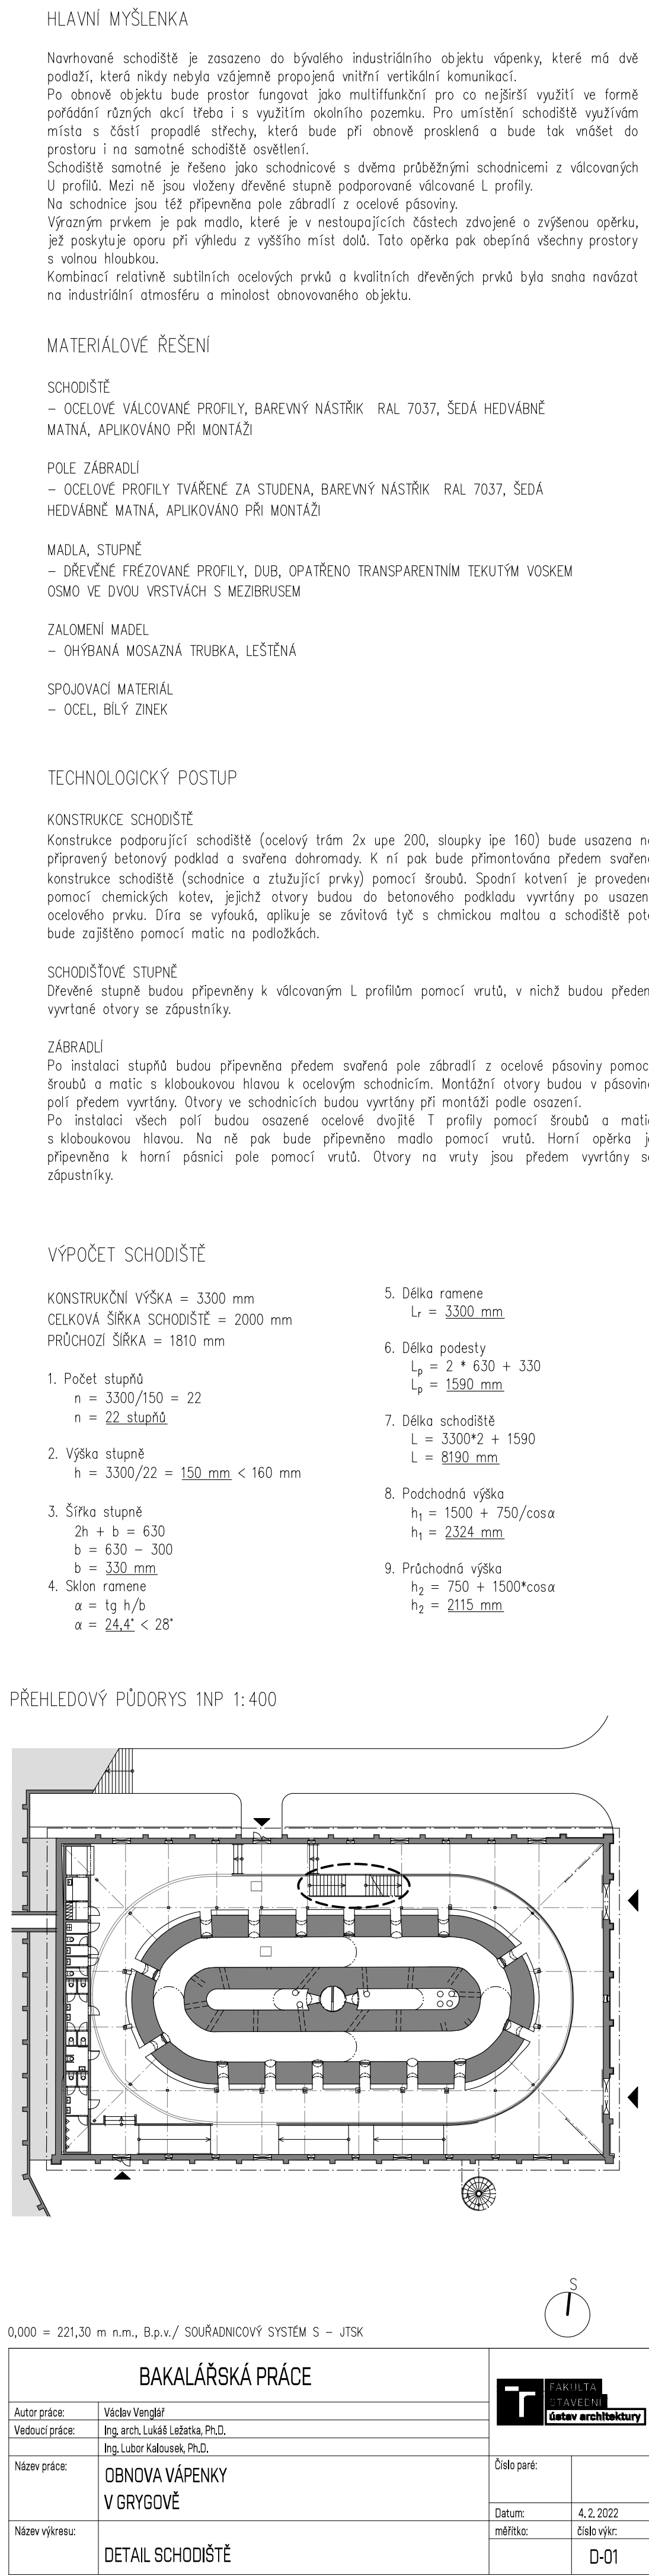 HLAVNÍ MYŠLENKA
Navrhované schodiště je zasazeno do bývalého industriálního objektu vápenky, které má dvě
podlaží, která nikdy nebyla vzájemně propojená vnitřní vertikální komunikací.
Po obnově objektu bude prostor fungovat jako multiffunkční pro co nejširší využití ve formě
pořádání různých akcí třeba i s využitím okolního pozemku. Pro umístění schodiště využívám
místa s částí propadlé střechy, která bude při obnově prosklená a bude tak vnášet do
prostoru i na samotné schodiště osvětlení.
Schodiště samotné je řešeno jako schodnicové s dvěma průběžnými schodnicemi z válcovaných
U profilů. Mezi ně jsou vloženy dřevěné stupně podporované válcované L profily.
Na schodnice jsou též připevněna pole zábradlí z ocelové pásoviny.
Výrazným prvkem je pak madlo, které je v nestoupajících částech zdvojené o zvýšenou opěrku,
jež poskytuje oporu při výhledu z vyššího míst dolů. Tato opěrka pak obepíná všechny prostory
s volnou hloubkou.
Kombinací relativně subtilních ocelových prvků a kvalitních dřevěných prvků byla snaha navázat
na industriální atmosféru a minolost obnovovaného objektu.
MATERIÁLOVÉ ŘEŠENÍ
SCHODIŠTĚ
– OCELOVÉ VÁLCOVANÉ PROFILY, BAREVNÝ NÁSTŘIK RAL 7037, ŠEDÁ HEDVÁBNĚ
MATNÁ, APLIKOVÁNO PŘI MONTÁŽI
POLE ZÁBRADLÍ
– OCELOVÉ PROFILY TVÁŘENÉ ZA STUDENA, BAREVNÝ NÁSTŘIK RAL 7037, ŠEDÁ
HEDVÁBNĚ MATNÁ, APLIKOVÁNO PŘI MONTÁŽI
MADLA, STUPNĚ
– DŘEVĚNÉ FRÉZOVANÉ PROFILY, DUB, OPATŘENO TRANSPARENTNÍM TEKUTÝM VOSKEM
OSMO VE DVOU VRSTVÁCH S MEZIBRUSEM
ZALOMENÍ MADEL
– OHÝBANÁ MOSAZNÁ TRUBKA, LEŠTĚNÁ
SPOJOVACÍ MATERIÁL
– OCEL, BÍLÝ ZINEK
TECHNOLOGICKÝ POSTUP
KONSTRUKCE SCHODIŠTĚ
Konstrukce podporující schodiště (ocelový trám 2x upe 200, sloupky ipe 160) bude usazena n
připravený betonový podklad a svařena dohromady. K ní pak bude přimontována předem svařen
konstrukce schodiště (schodnice a ztužující prvky) pomocí šroubů. Spodní kotvení je proveden
pomocí chemických kotev, jejichž otvory budou do betonového podkladu vyvrtány po usazen
ocelového prvku. Díra se vyfouká, aplikuje se závitová tyč s chmickou maltou a schodiště pot
bude zajištěno pomocí matic na podložkách.
SCHODIŠŤOVÉ STUPNĚ
Dřevěné stupně budou připevněny k válcovaným L profilům pomocí vrutů, v nichž budou předem
vyvrtané otvory se zápustníky.
ZÁBRADLÍ
Po instalaci stupňů budou připevněna předem svařená pole zábradlí z ocelové pásoviny pomoc
šroubů a matic s kloboukovou hlavou k ocelovým schodnicím. Montážní otvory budou v pásovin
polí předem vyvrtány. Otvory ve schodnicích budou vyvrtány při montáži podle osazení.
Po instalaci všech polí budou osazené ocelové dvojité T profily pomocí šroubů a matic
s kloboukovou hlavou. Na ně pak bude připevněno madlo pomocí vrutů. Horní opěrka j
připevněna k horní pásnici pole pomocí vrutů. Otvory na vruty jsou předem vyvrtány s
zápustníky.
VÝPOČET SCHODIŠTĚ
KONSTRUKČNÍ VÝŠKA = 3300 mm
CELKOVÁ ŠÍŘKA SCHODIŠTĚ = 2000 mm
PRŮCHOZÍ ŠÍŘKA = 1810 mm
1. Počet stupňů
n = 3300/150 = 22
n = 22 stupňů
2. Výška stupně
h = 3300/22 = 150 mm < 160 mm
3. Šířka stupně
2h + b = 630
b = 630 – 300
b = 330 mm
4. Sklon ramene
α = tg h/b
α = 24,4° < 28°
5. Délka ramene
Lr = 3300 mm
6. Délka podesty
Lp = 2 * 630 + 330
Lp = 1590 mm
7. Délka schodiště
L = 3300*2 + 1590
L = 8190 mm
8. Podchodná výška
h1 = 1500 + 750/cosα
h1 = 2324 mm
9. Průchodná výška
h2 = 750 + 1500*cosα
h2 = 2115 mm
PŘEHLEDOVÝ PŮDORYS 1NP 1:400
S
0,000 = 221,30 m n.m., B.p.v./ SOUŘADNICOVÝ SYSTÉM S – JTSK
BAKALÁŘSKÁ PRÁCE
FAKULTA
STAVEBNÍ
ústav architektury
Autor práce: Václav Venglář
Vedoucí práce: Ing. arch. Lukáš Ležatka, Ph.D.
Ing. Lubor Kalousek, Ph.D.
Název práce: OBNOVA VÁPENKY
V GRYGOVĚ
Číslo paré:
Datum: 4. 2. 2022
Název výkresu: DETAIL SCHODIŠTĚ
měřítko: číslo výkr:
D-01